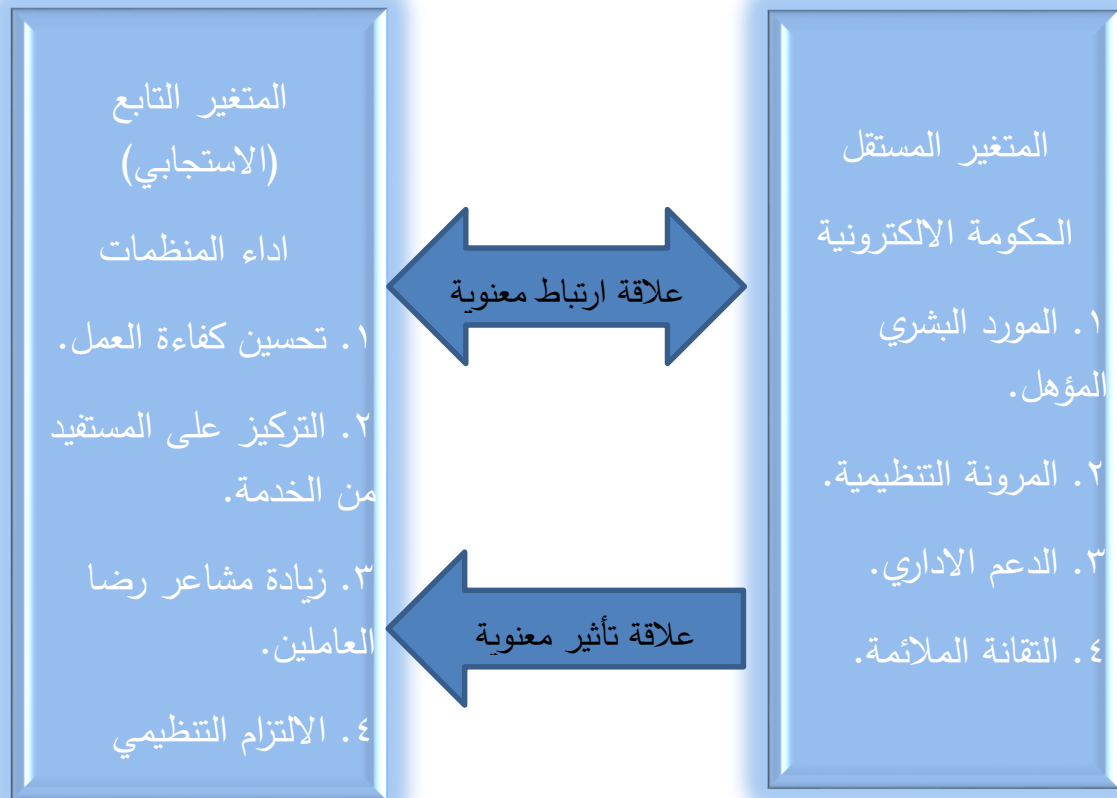 المتغير المستقل
الحكومة الالكترونية
١. المورد البشري
المؤهل.
٢. المرونة التنظيمية.
٣. الدعم الاداري.
٤. التقانة الملائمة.
علاقة ارتباط معنوية
علاقة تأثير معنوية
المتغير التابع
(الاستجابي)
اداء المنظمات
١. تحسين كفاءة العمل.
٢. التركيز على المستفيد
من الخدمة.
٣. زيادة مشاعر رضا
العاملين.
٤. الالتزام التنظيمي